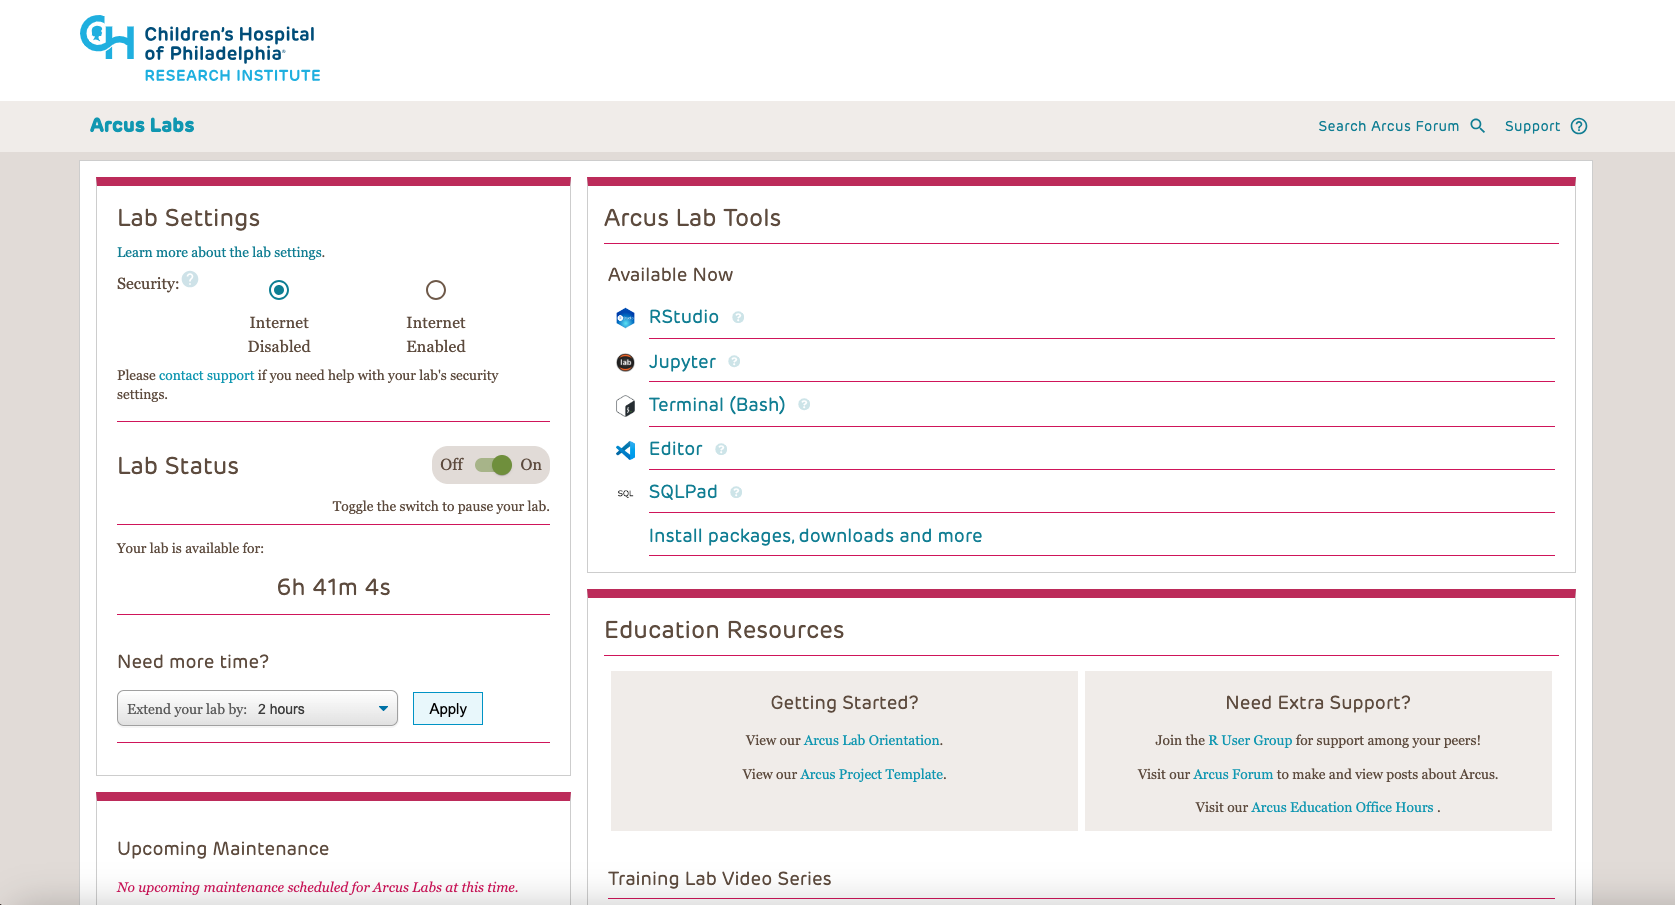 Children's Hospital
of Philadelphia®
RESEARCH INSTITUTE
Arcus Labs
Search Arcus Forum
Support ?
Lab Settings
Learn more about the lab settings.
Security: ?
Internet
Disabled
Internet
Enabled
Please contact support if you need help with your lab's security
settings.
Lab Status
Off On
Toggle the switch to pause your lab.
Your lab is available for:
6h 41m 4s
Need more time?
Extend your lab by: 2 hours
Apply
Upcoming Maintenance
No upcoming maintenance scheduled for Arcus Labs at this time.
Arcus Lab Tools
Available Now
RStudio ?
lab Jupyter ?
Terminal (Bash) ?
Editor ?
SQL SQLPad ?
Install packages, downloads and more
Education Resources
Getting Started?
View our Arcus Lab Orientation.
View our Arcus Project Template.
Need Extra Support?
Join the R User Group for support among your peers!
Visit our Arcus Forum to make and view posts about Arcus.
Visit our Arcus Education Office Hours .
Training Lab Video Series